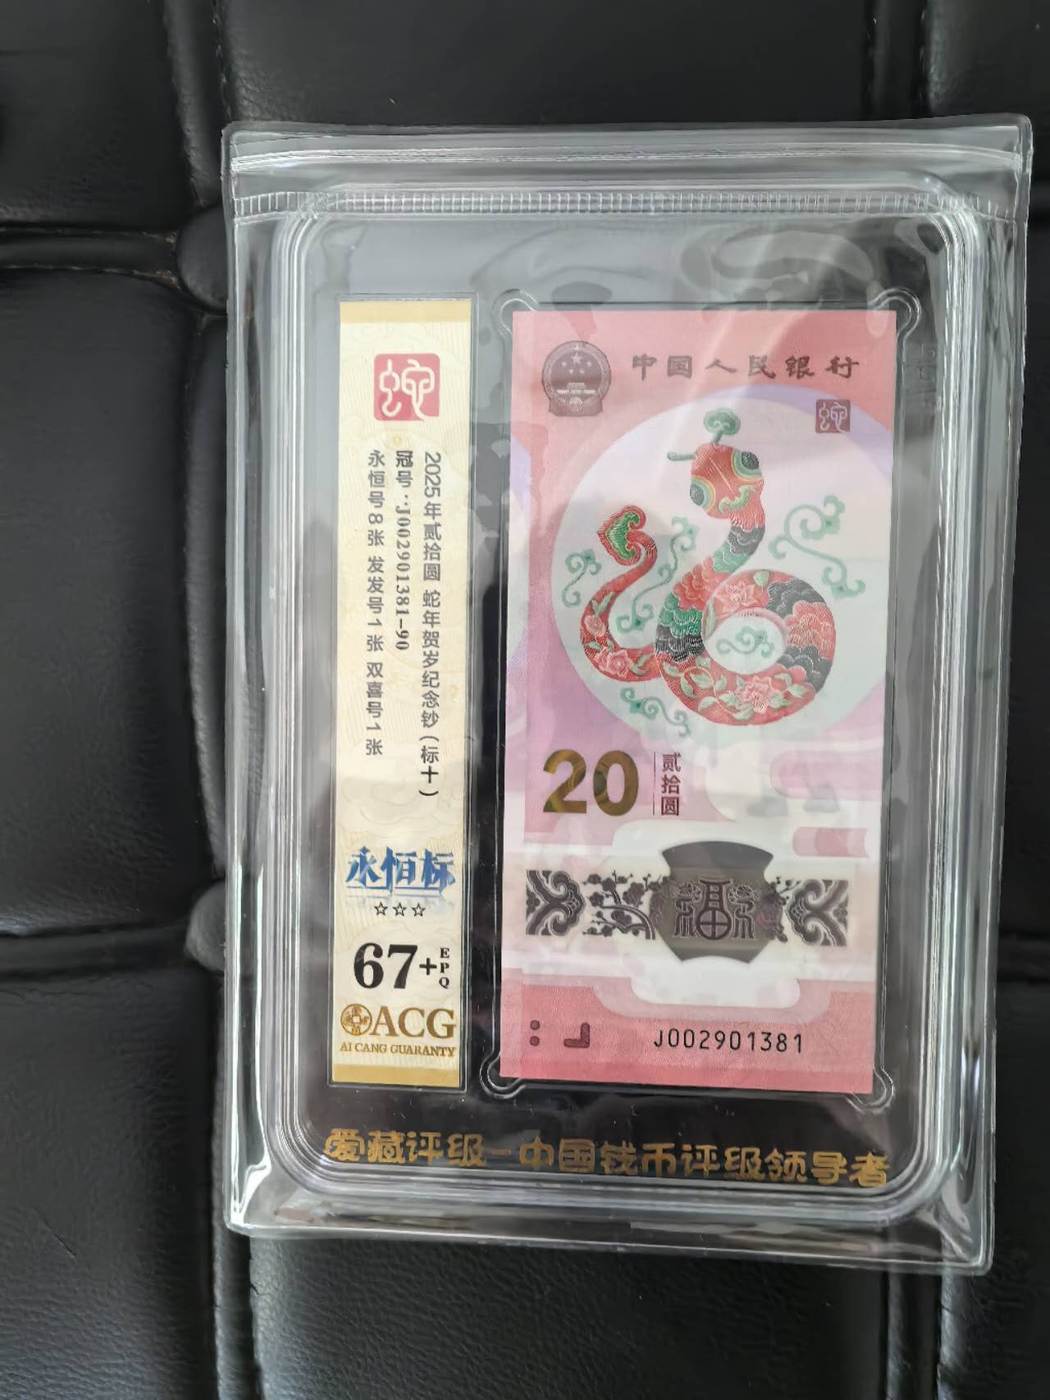 蛇
2025年贰拾圆 蛇年贺岁纪念钞(标十)
冠号:J002901381-90
永恒号8张 发发号1张 双喜号1张
永恒标
☆☆☆
67+EPQ
ACG
AI CANG GUARANTY
中国人民银行
蛇
20 贰拾圆
福
J002901381
爱藏评级-中国钱币评级领导者